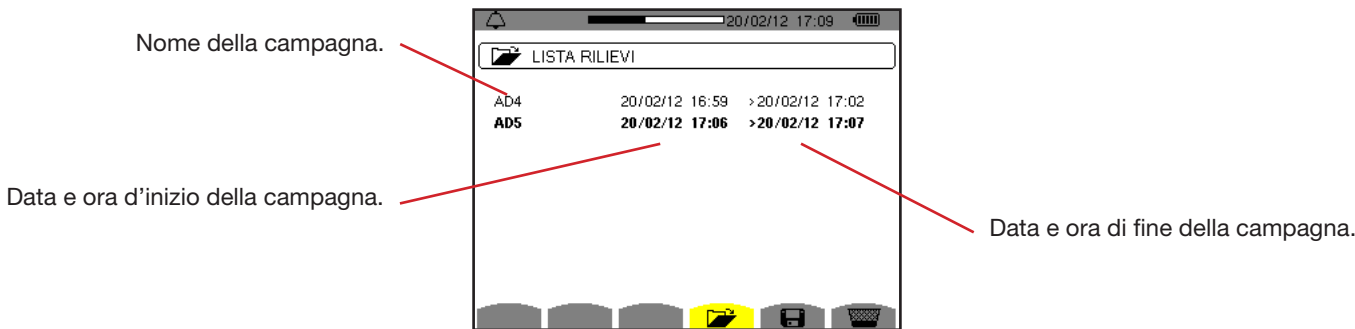 20/02/12 17:09
Nome della campagna.
LISTA RILIEVI
AD4 20/02/12 16:59 >20/02/12 17:02
AD5 20/02/12 17:06 >20/02/12 17:07
Data e ora d'inizio della campagna.
Data e ora di fine della campagna.